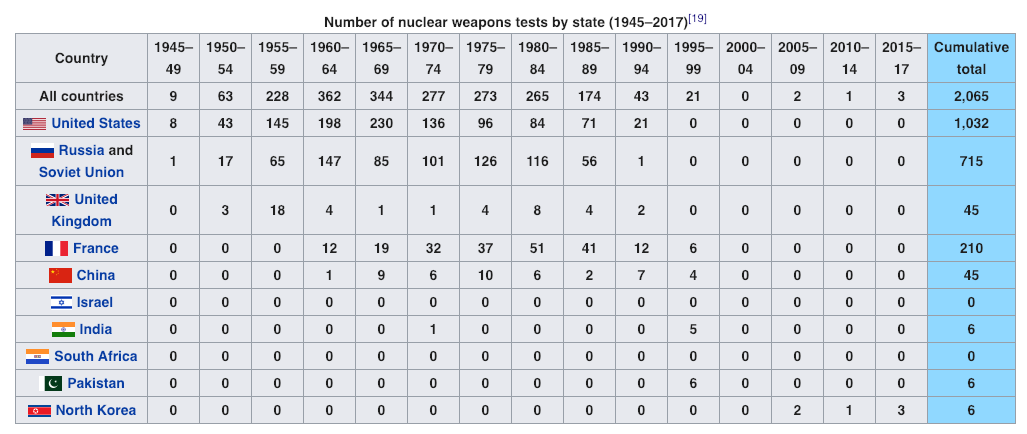 Number of nuclear weapons tests by state (1945–2017)[19]
Country 1945–49 1950–54 1955–59 1960–64 1965–69 1970–74 1975–79 1980–84 1985–89 1990–94 1995–99 2000–04 2005–09 2010–14 2015–17 Cumulative total
All countries 9 63 228 362 344 277 273 265 174 43 21 0 2 1 3 2,065
United States 8 43 145 198 230 136 96 84 71 21 0 0 0 0 0 1,032
Russia and Soviet Union 1 17 65 147 85 101 126 116 56 1 0 0 0 0 0 715
United Kingdom 0 3 18 4 1 1 4 8 4 2 0 0 0 0 0 45
France 0 0 0 12 19 32 37 51 41 12 6 0 0 0 0 210
China 0 0 0 1 9 6 10 6 2 7 4 0 0 0 0 45
Israel 0 0 0 0 0 0 0 0 0 0 0 0 0 0 0 0
India 0 0 0 0 0 1 0 0 0 0 5 0 0 0 0 6
South Africa 0 0 0 0 0 0 0 0 0 0 0 0 0 0 0 0
Pakistan 0 0 0 0 0 0 0 0 0 0 6 0 0 0 0 6
North Korea 0 0 0 0 0 0 0 0 0 0 0 0 2 1 3 6